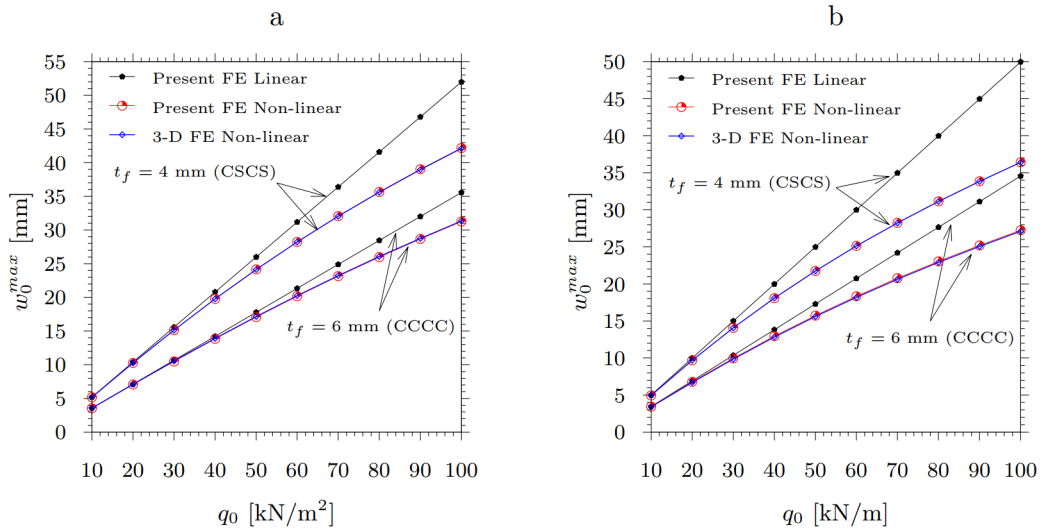 a
55
50
45
40
35
30
25
20
15
10
5
0
w_0^{max} [mm]
Present FE Linear
Present FE Non-linear
3-D FE Non-linear
t_f = 4 mm (CSCS)
t_f = 6 mm (CCCC)
10 20 30 40 50 60 70 80 90 100
q_0 [kN/m²]
b
50
45
40
35
30
25
20
15
10
5
0
w_0^{max} [mm]
Present FE Linear
Present FE Non-linear
3-D FE Non-linear
t_f = 4 mm (CSCS)
t_f = 6 mm (CCCC)
10 20 30 40 50 60 70 80 90 100
q_0 [kN/m]